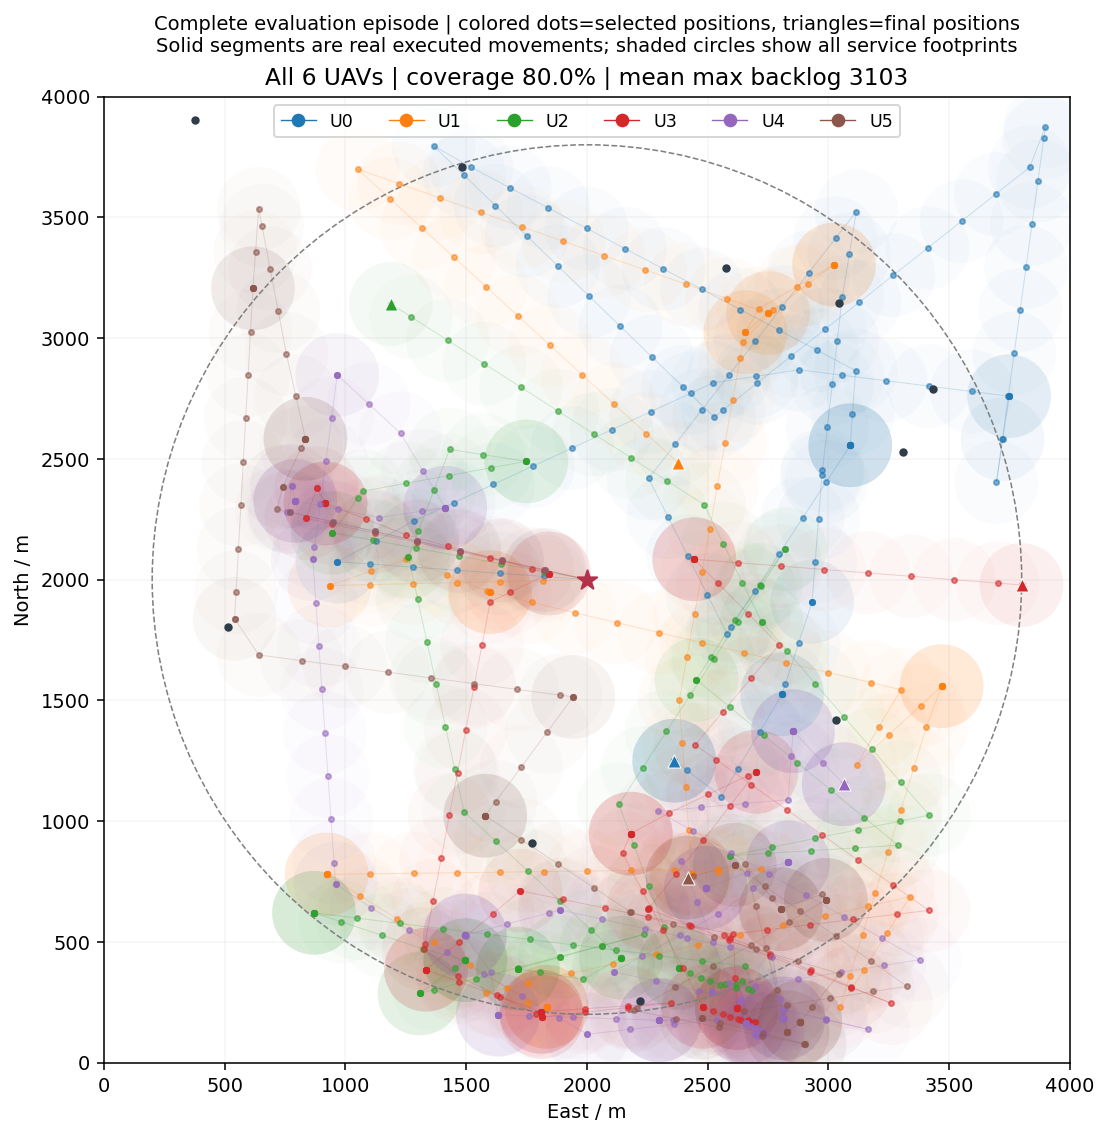 Complete evaluation episode | colored dots=selected positions, triangles=final positions
Solid segments are real executed movements; shaded circles show all service footprints
All 6 UAVs | coverage 80.0% | mean max backlog 3103
U0 U1 U2 U3 U4 U5
4000
3500
3000
2500
2000
1500
1000
500
0
North / m
0 500 1000 1500 2000 2500 3000 3500 4000
East / m